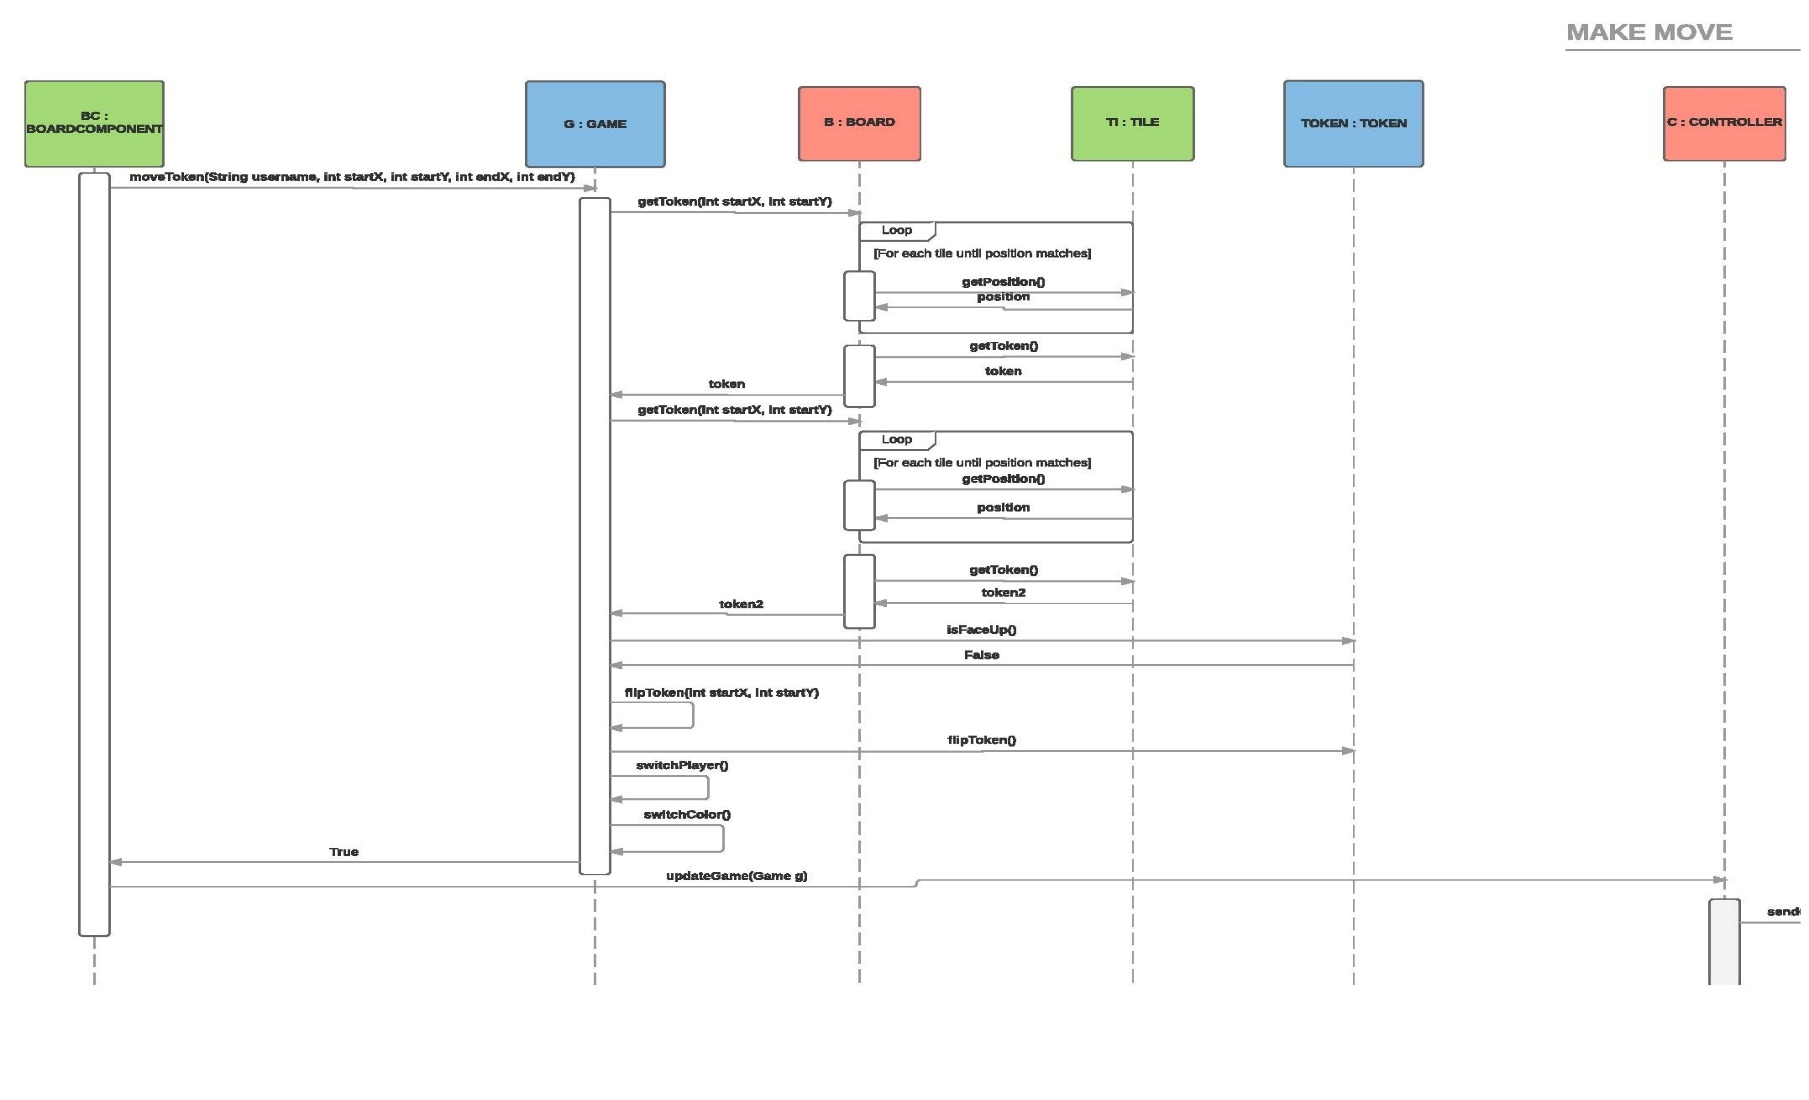 MAKE MOVE
BC :
BOARDCOMPONENT
G : GAME
B : BOARD
TI : TILE
TOKEN : TOKEN
C : CONTROLLER
moveToken(String username, int startX, int startY, int endX, int endY)
getToken(int startX, int startY)
Loop
[For each tile until position matches]
getPosition()
position
getToken()
token
token
getToken(int startX, int startY)
Loop
[For each tile until position matches]
getPosition()
position
getToken()
token2
token2
isFaceUp()
False
flipToken(int startX, int startY)
flipToken()
switchPlayer()
switchColor()
True
updateGame(Game g)